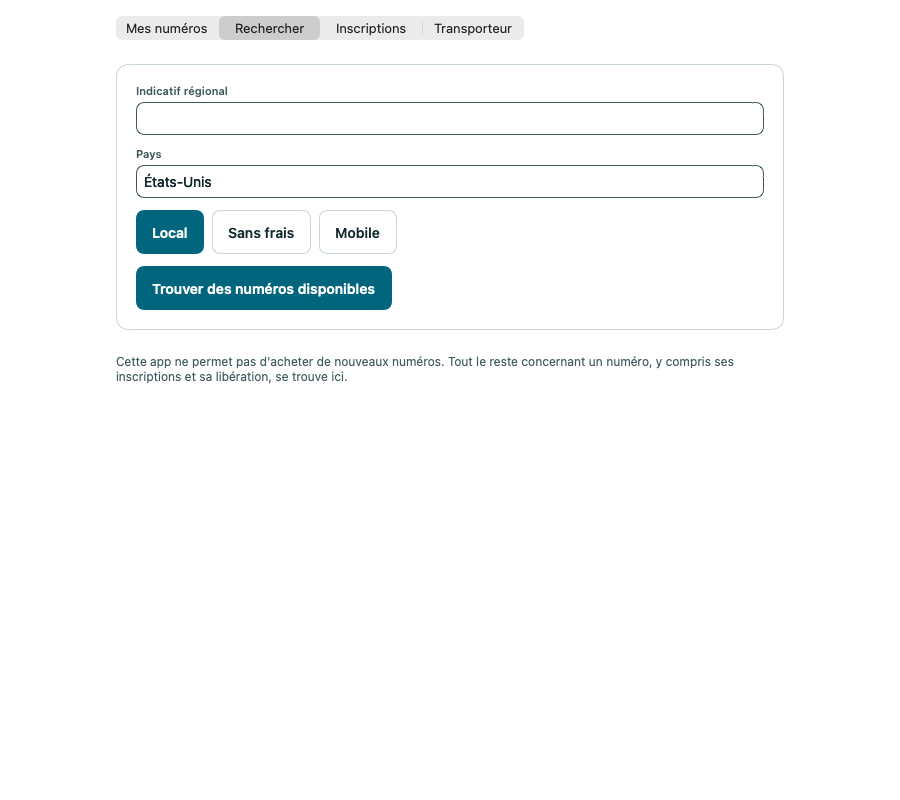 Mes numéros Rechercher Inscriptions Transporteur
Indicatif régional
Pays
États-Unis
Local Sans frais Mobile
Trouver des numéros disponibles
Cette app ne permet pas d'acheter de nouveaux numéros. Tout le reste concernant un numéro, y compris ses
inscriptions et sa libération, se trouve ici.